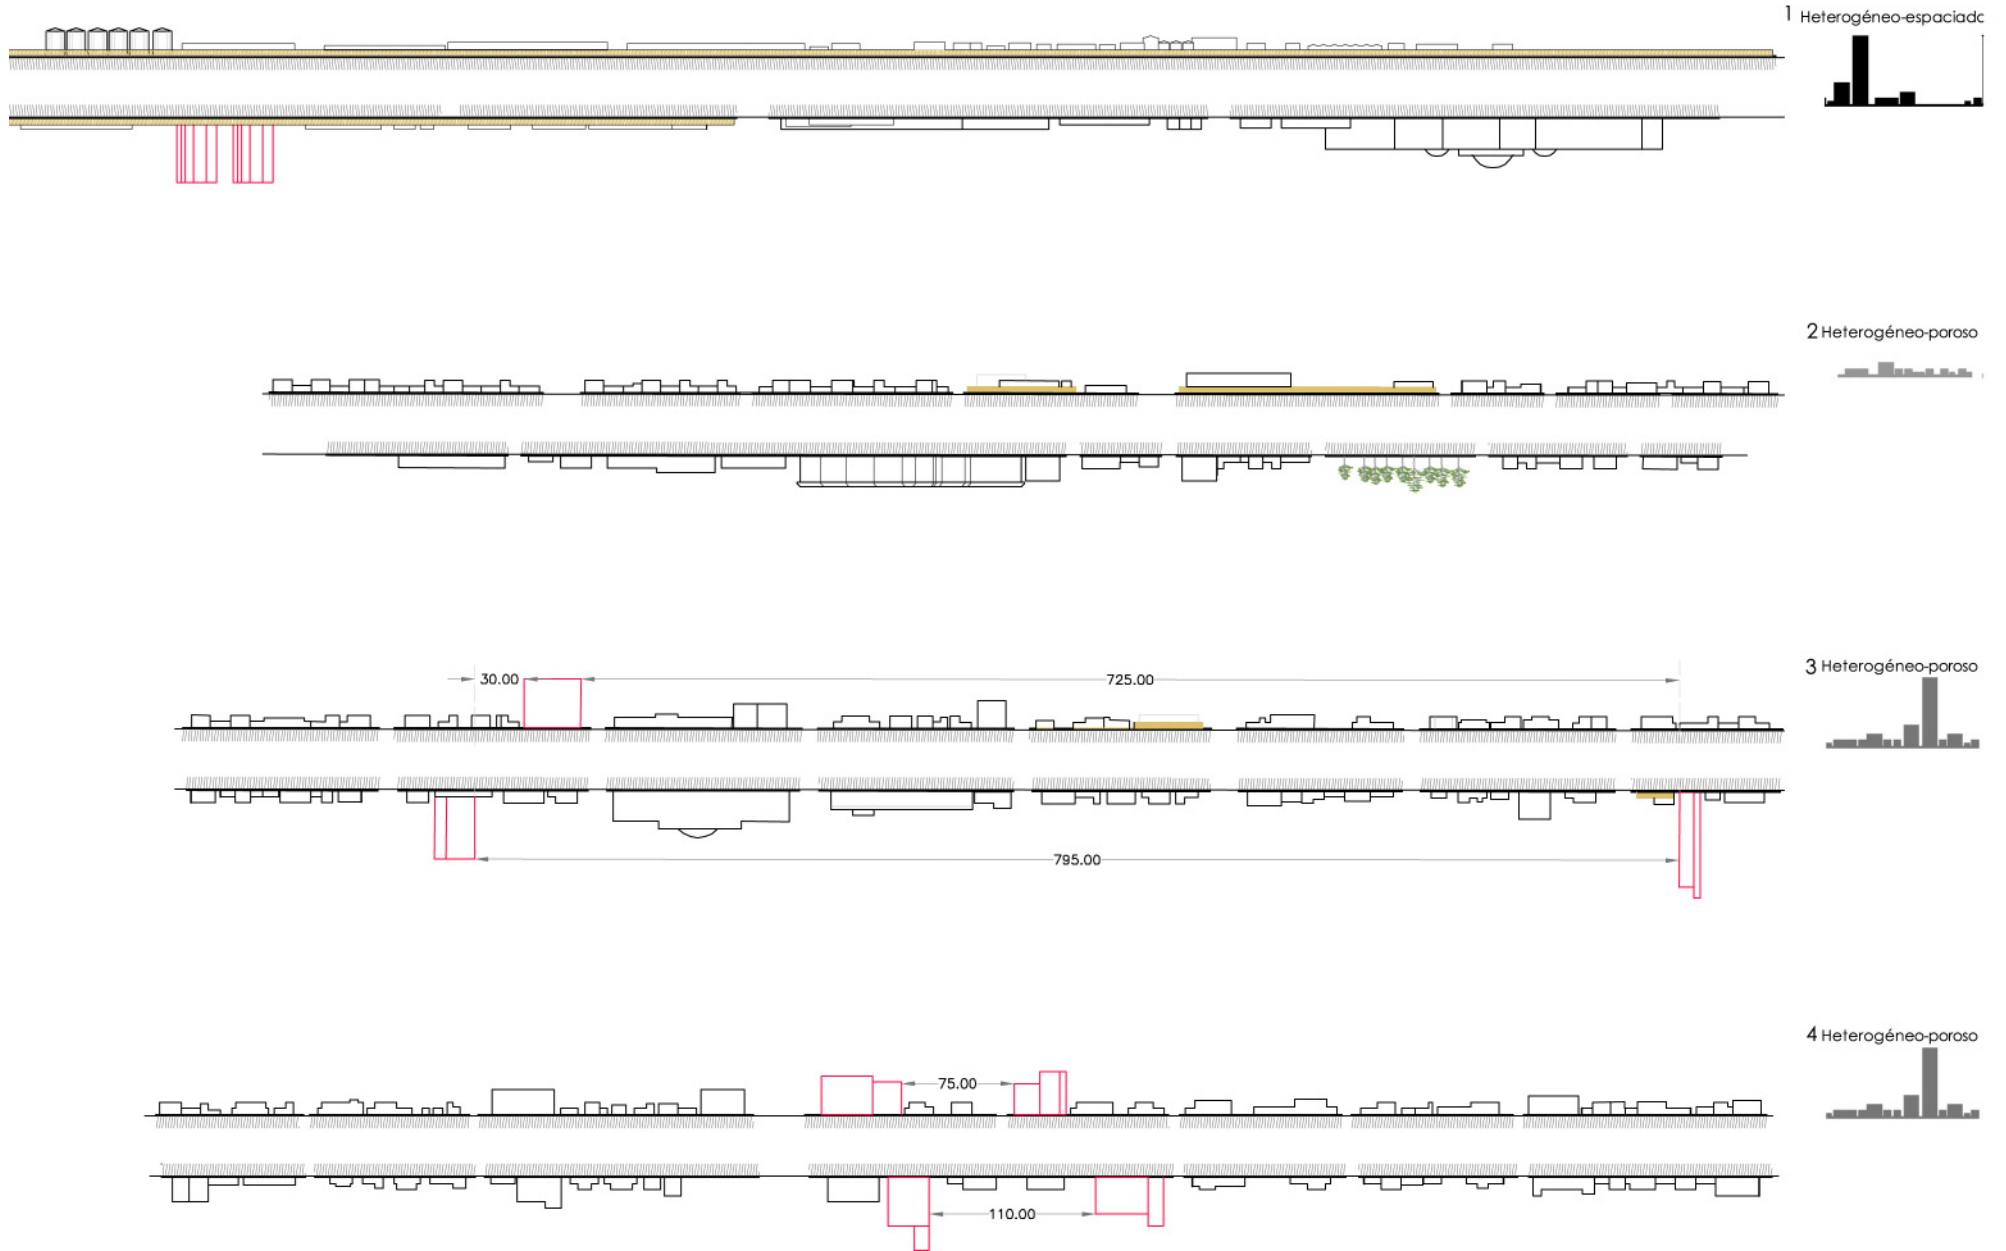 1 Heterogéneo-espaciado
2 Heterogéneo-poroso
3 Heterogéneo-poroso
30.00
725.00
795.00
4 Heterogéneo-poroso
75.00
110.00